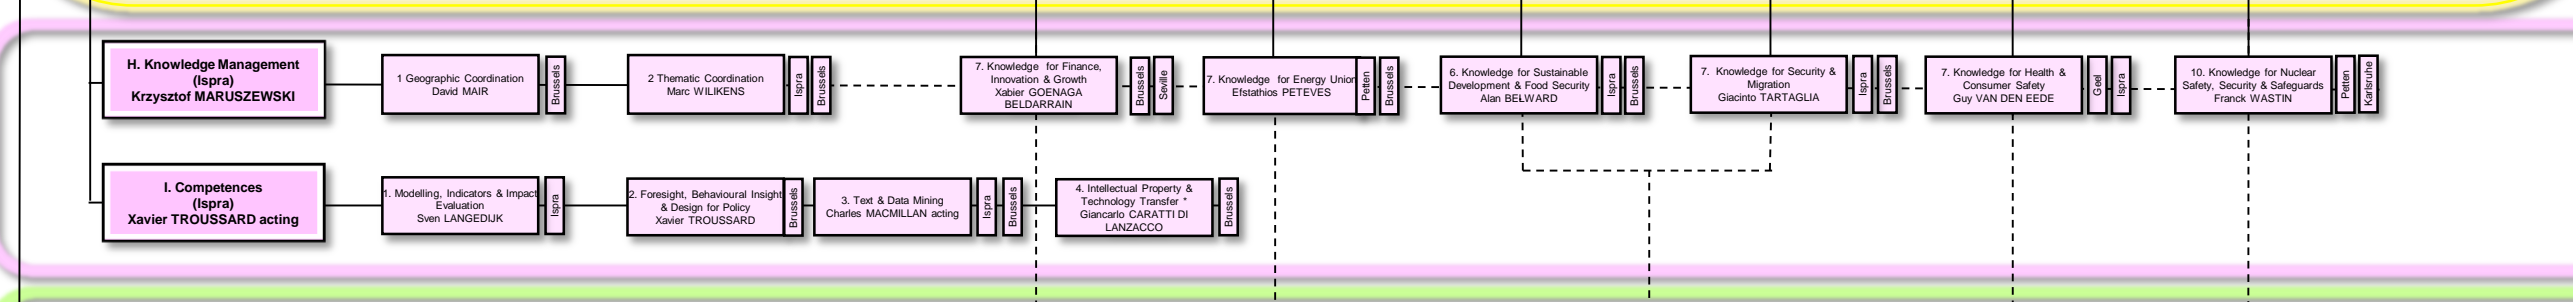 H. Knowledge Management
(Ispra)
Krzysztof MARUSZEWSKI
1 Geographic Coordination
David MAIR
Brussels
2 Thematic Coordination
Marc WILIKENS
Ispra
Brussels
7. Knowledge for Finance,
Innovation & Growth
Xabier GOENAGA
BELDARRAIN
Brussels
Seville
7. Knowledge for Energy Union
Efstathios PETEVES
Petten
Brussels
6. Knowledge for Sustainable
Development & Food Security
Alan BELWARD
Ispra
Brussels
7. Knowledge for Security &
Migration
Giacinto TARTAGLIA
Ispra
Brussels
7. Knowledge for Health &
Consumer Safety
Guy VAN DEN EEDE
Geel
Ispra
10. Knowledge for Nuclear
Safety, Security & Safeguards
Franck WASTIN
Petten
Karlsruhe
I. Competences
(Ispra)
Xavier TROUSSARD acting
1. Modelling, Indicators & Impact
Evaluation
Sven LANGEDIJK
Ispra
2. Foresight, Behavioural Insight
& Design for Policy
Xavier TROUSSARD
Brussels
3. Text & Data Mining
Charles MACMILLAN acting
Ispra
Brussels
4. Intellectual Property &
Technology Transfer *
Giancarlo CARATTI DI
LANZACCO
Brussels